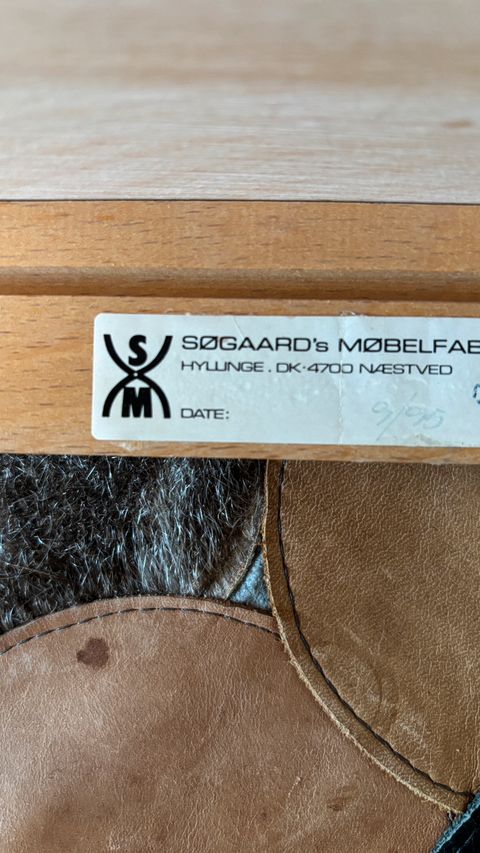 S
M
SØGAARD's MØBELFAB
HYLLINGE . DK-4700 NÆSTVED
DATE: